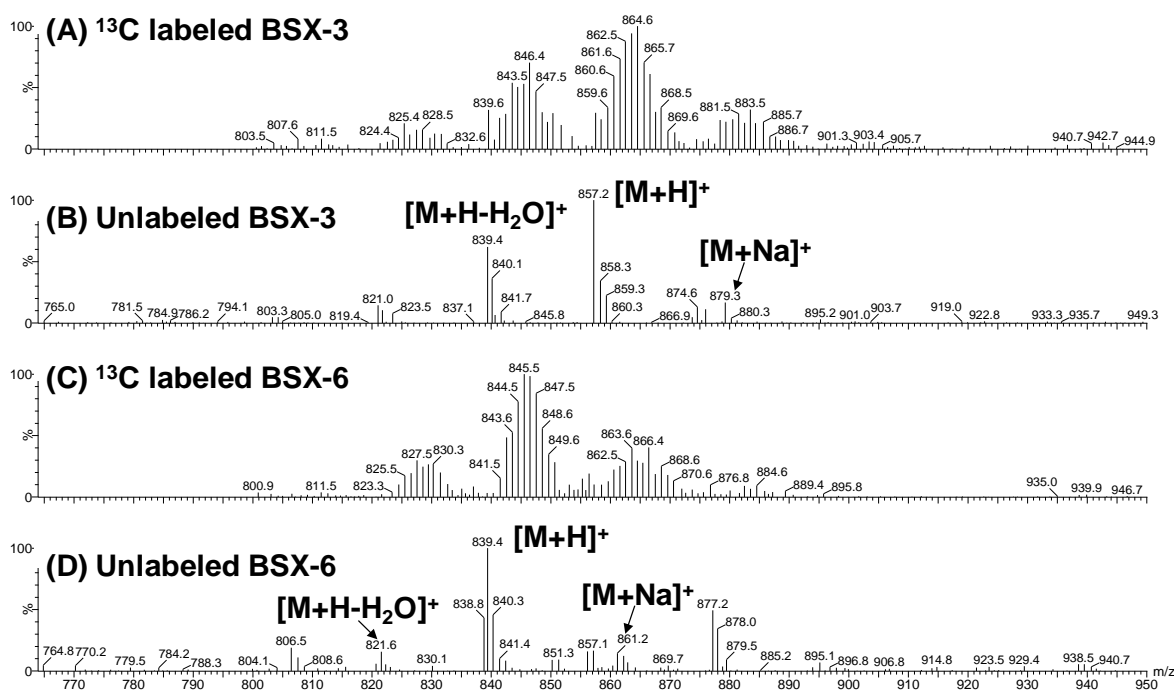 (A) ¹³C labeled BSX-3
100
%
0
803.5 807.6 811.5 824.4 825.4 828.5 832.6 839.6 843.5 846.4 847.5 859.6 860.6 861.6 862.5 864.6 865.7 868.5 869.6 881.5 883.5 885.7 886.7 901.3 903.4 905.7 940.7 942.7 944.9
(B) Unlabeled BSX-3
[M+H-H₂O]⁺
[M+H]⁺
[M+Na]⁺
100
%
0
765.0 781.5 784.9 786.2 794.1 803.3 805.0 819.4 821.0 823.5 837.1 839.4 840.1 841.7 845.8 857.2 858.3 859.3 860.3 866.9 874.6 879.3 880.3 895.2 901.0 903.7 919.0 922.8 933.3 935.7 949.3
(C) ¹³C labeled BSX-6
100
%
0
800.9 811.5 823.3 825.5 827.5 830.3 841.5 843.6 844.5 845.5 847.5 848.6 849.6 862.5 863.6 866.4 868.6 870.6 876.8 884.6 889.4 895.8 935.0 939.9 946.7
(D) Unlabeled BSX-6
[M+H-H₂O]⁺
[M+H]⁺
[M+Na]⁺
100
%
0
764.8 770.2 779.5 784.2 788.3 804.1 806.5 808.6 821.6 830.1 838.8 839.4 840.3 841.4 851.3 857.1 861.2 869.7 877.2 878.0 879.5 885.2 895.1 896.8 906.8 914.8 923.5 929.4 938.5 940.7
770 780 790 800 810 820 830 840 850 860 870 880 890 900 910 920 930 940 950
m/z